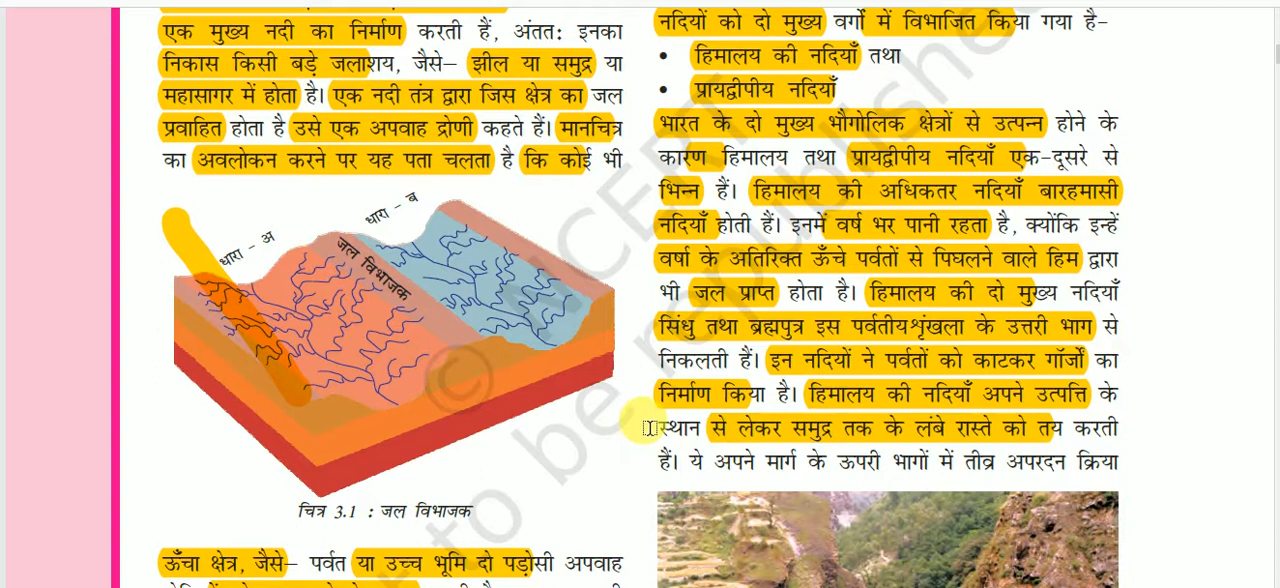 एक मुख्य नदी का निर्माण करती हैं, अंतत: इनका
निकास किसी बड़े जलाशय, जैसे– झील या समुद्र या
महासागर में होता है। एक नदी तंत्र द्वारा जिस क्षेत्र का जल
प्रवाहित होता है उसे एक अपवाह द्रोणी कहते हैं। मानचित्र
का अवलोकन करने पर यह पता चलता है कि कोई भी
धारा - अ
जल विभाजक
धारा - ब
चित्र 3.1 : जल विभाजक
ऊँचा क्षेत्र, जैसे– पर्वत या उच्च भूमि दो पड़ोसी अपवाह
नदियों को दो मुख्य वर्गों में विभाजित किया गया है–
• हिमालय की नदियाँ तथा
• प्रायद्वीपीय नदियाँ
भारत के दो मुख्य भौगोलिक क्षेत्रों से उत्पन्न होने के
कारण हिमालय तथा प्रायद्वीपीय नदियाँ एक-दूसरे से
भिन्न हैं। हिमालय की अधिकतर नदियाँ बारहमासी
नदियाँ होती हैं। इनमें वर्ष भर पानी रहता है, क्योंकि इन्हें
वर्षा के अतिरिक्त ऊँचे पर्वतों से पिघलने वाले हिम द्वारा
भी जल प्राप्त होता है। हिमालय की दो मुख्य नदियाँ
सिंधु तथा ब्रह्मपुत्र इस पर्वतीयशृंखला के उत्तरी भाग से
निकलती हैं। इन नदियों ने पर्वतों को काटकर गॉर्जों का
निर्माण किया है। हिमालय की नदियाँ अपने उत्पत्ति के
स्थान से लेकर समुद्र तक के लंबे रास्ते को तय करती
हैं। ये अपने मार्ग के ऊपरी भागों में तीव्र अपरदन क्रिया
© NCERT
to be republished